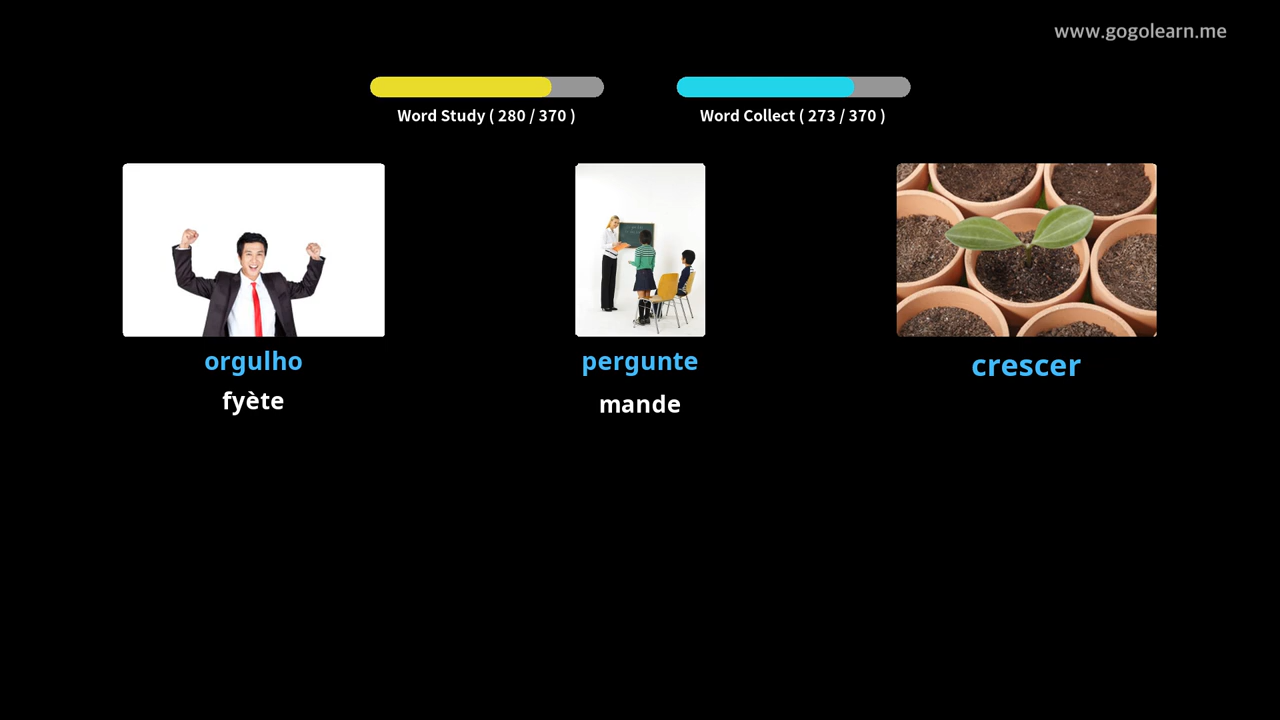 www.gogolearn.me
Word Study ( 280 / 370 )
Word Collect ( 273 / 370 )
orgulho
fyète
pergunte
mande
crescer